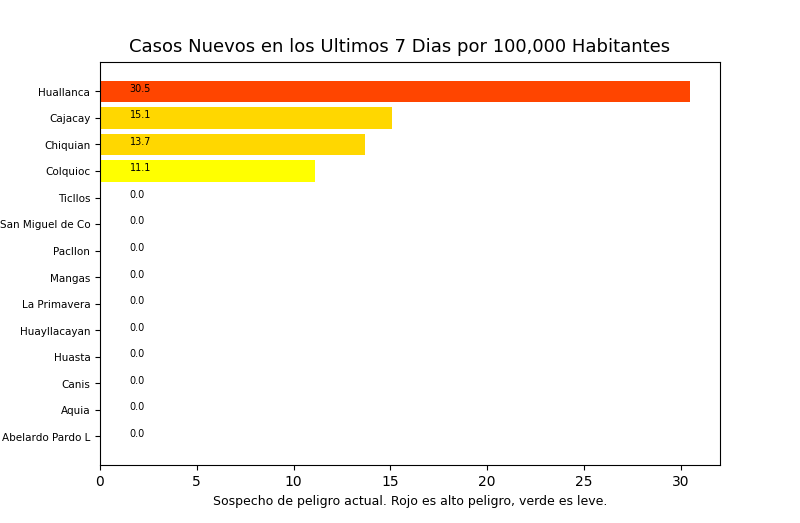 Casos Nuevos en los Ultimos 7 Dias por 100,000 Habitantes
Huallanca 30.5
Cajacay 15.1
Chiquian 13.7
Colquioc 11.1
Ticllos 0.0
San Miguel de Co 0.0
Pacllon 0.0
Mangas 0.0
La Primavera 0.0
Huayllacayan 0.0
Huasta 0.0
Canis 0.0
Aquia 0.0
Abelardo Pardo L 0.0
0 5 10 15 20 25 30
Sospecho de peligro actual. Rojo es alto peligro, verde es leve.